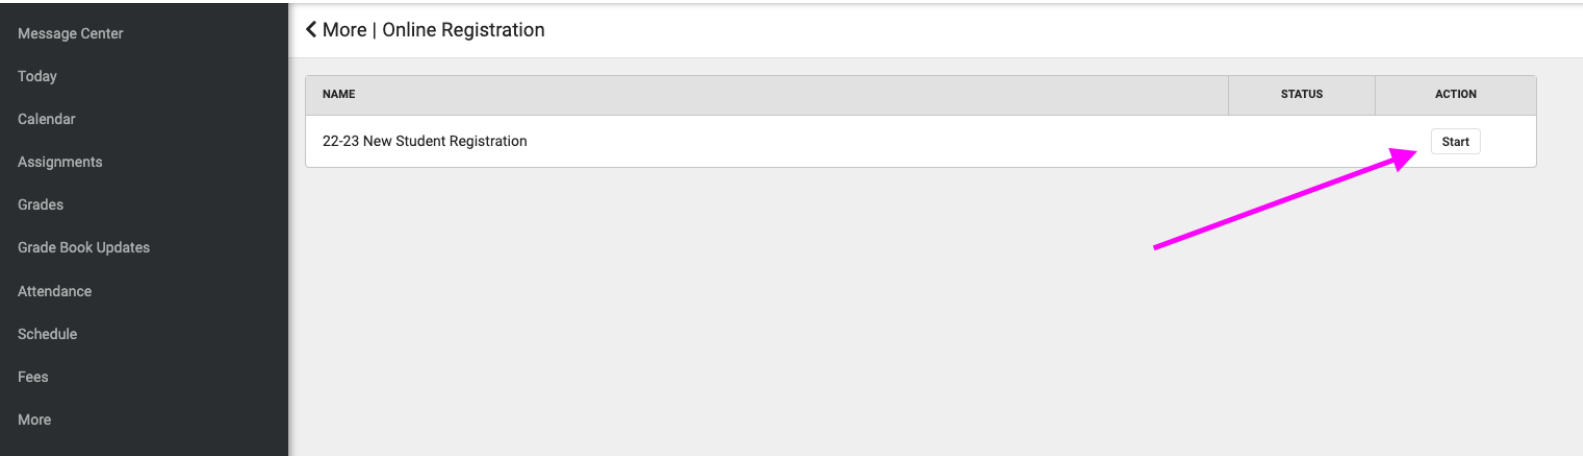 Message Center
Today
Calendar
Assignments
Grades
Grade Book Updates
Attendance
Schedule
Fees
More
More | Online Registration
NAME STATUS ACTION
22-23 New Student Registration Start